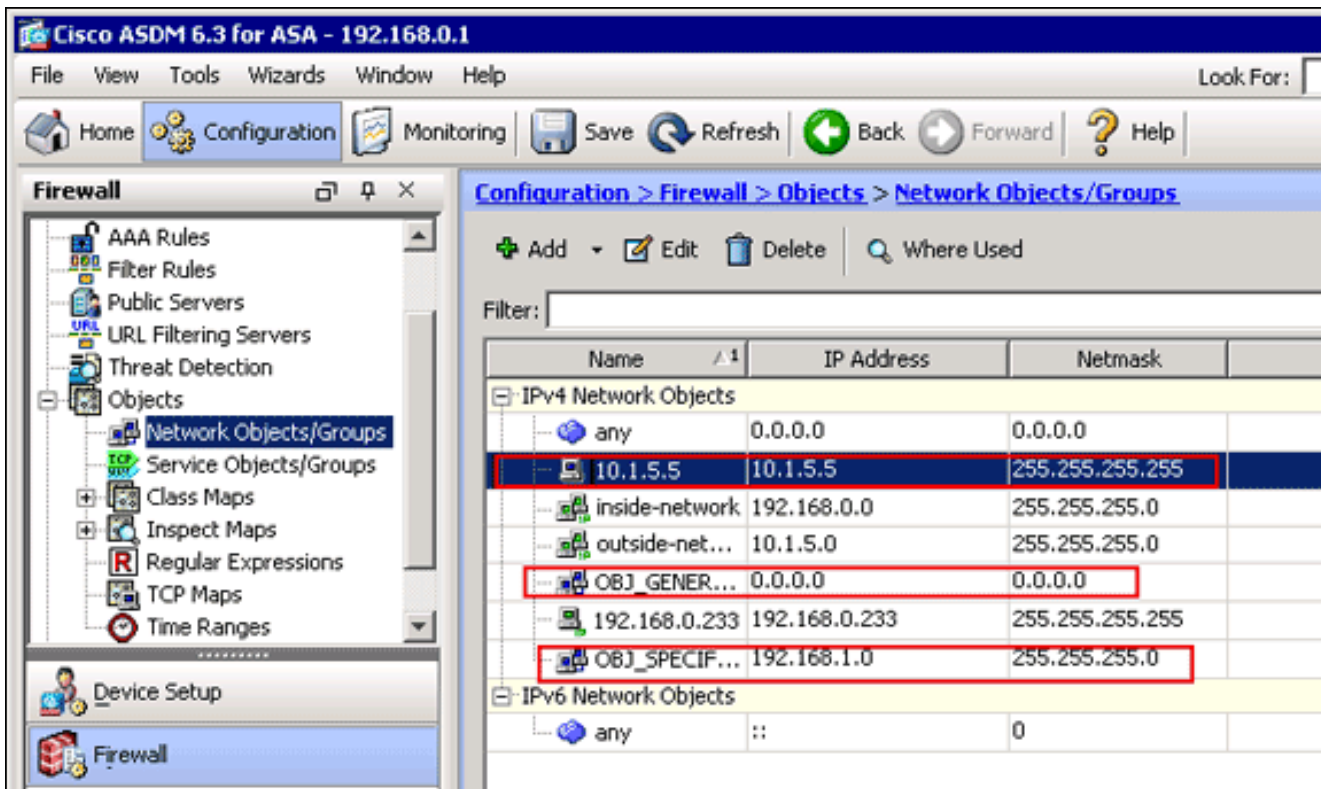 Cisco ASDM 6.3 for ASA - 192.168.0.1
File View Tools Wizards Window Help Look For:
Home Configuration Monitoring Save Refresh Back Forward Help
Firewall
AAA Rules
Filter Rules
Public Servers
URL Filtering Servers
Threat Detection
Objects
Network Objects/Groups
Service Objects/Groups
Class Maps
Inspect Maps
Regular Expressions
TCP Maps
Time Ranges
Device Setup
Firewall
Configuration > Firewall > Objects > Network Objects/Groups
Add Edit Delete Where Used
Filter:
Name 1 IP Address Netmask
IPv4 Network Objects
any 0.0.0.0 0.0.0.0
10.1.5.5 10.1.5.5 255.255.255.255
inside-network 192.168.0.0 255.255.255.0
outside-net... 10.1.5.0 255.255.255.0
OBJ_GENER... 0.0.0.0 0.0.0.0
192.168.0.233 192.168.0.233 255.255.255.255
OBJ_SPECIF... 192.168.1.0 255.255.255.0
IPv6 Network Objects
any :: 0